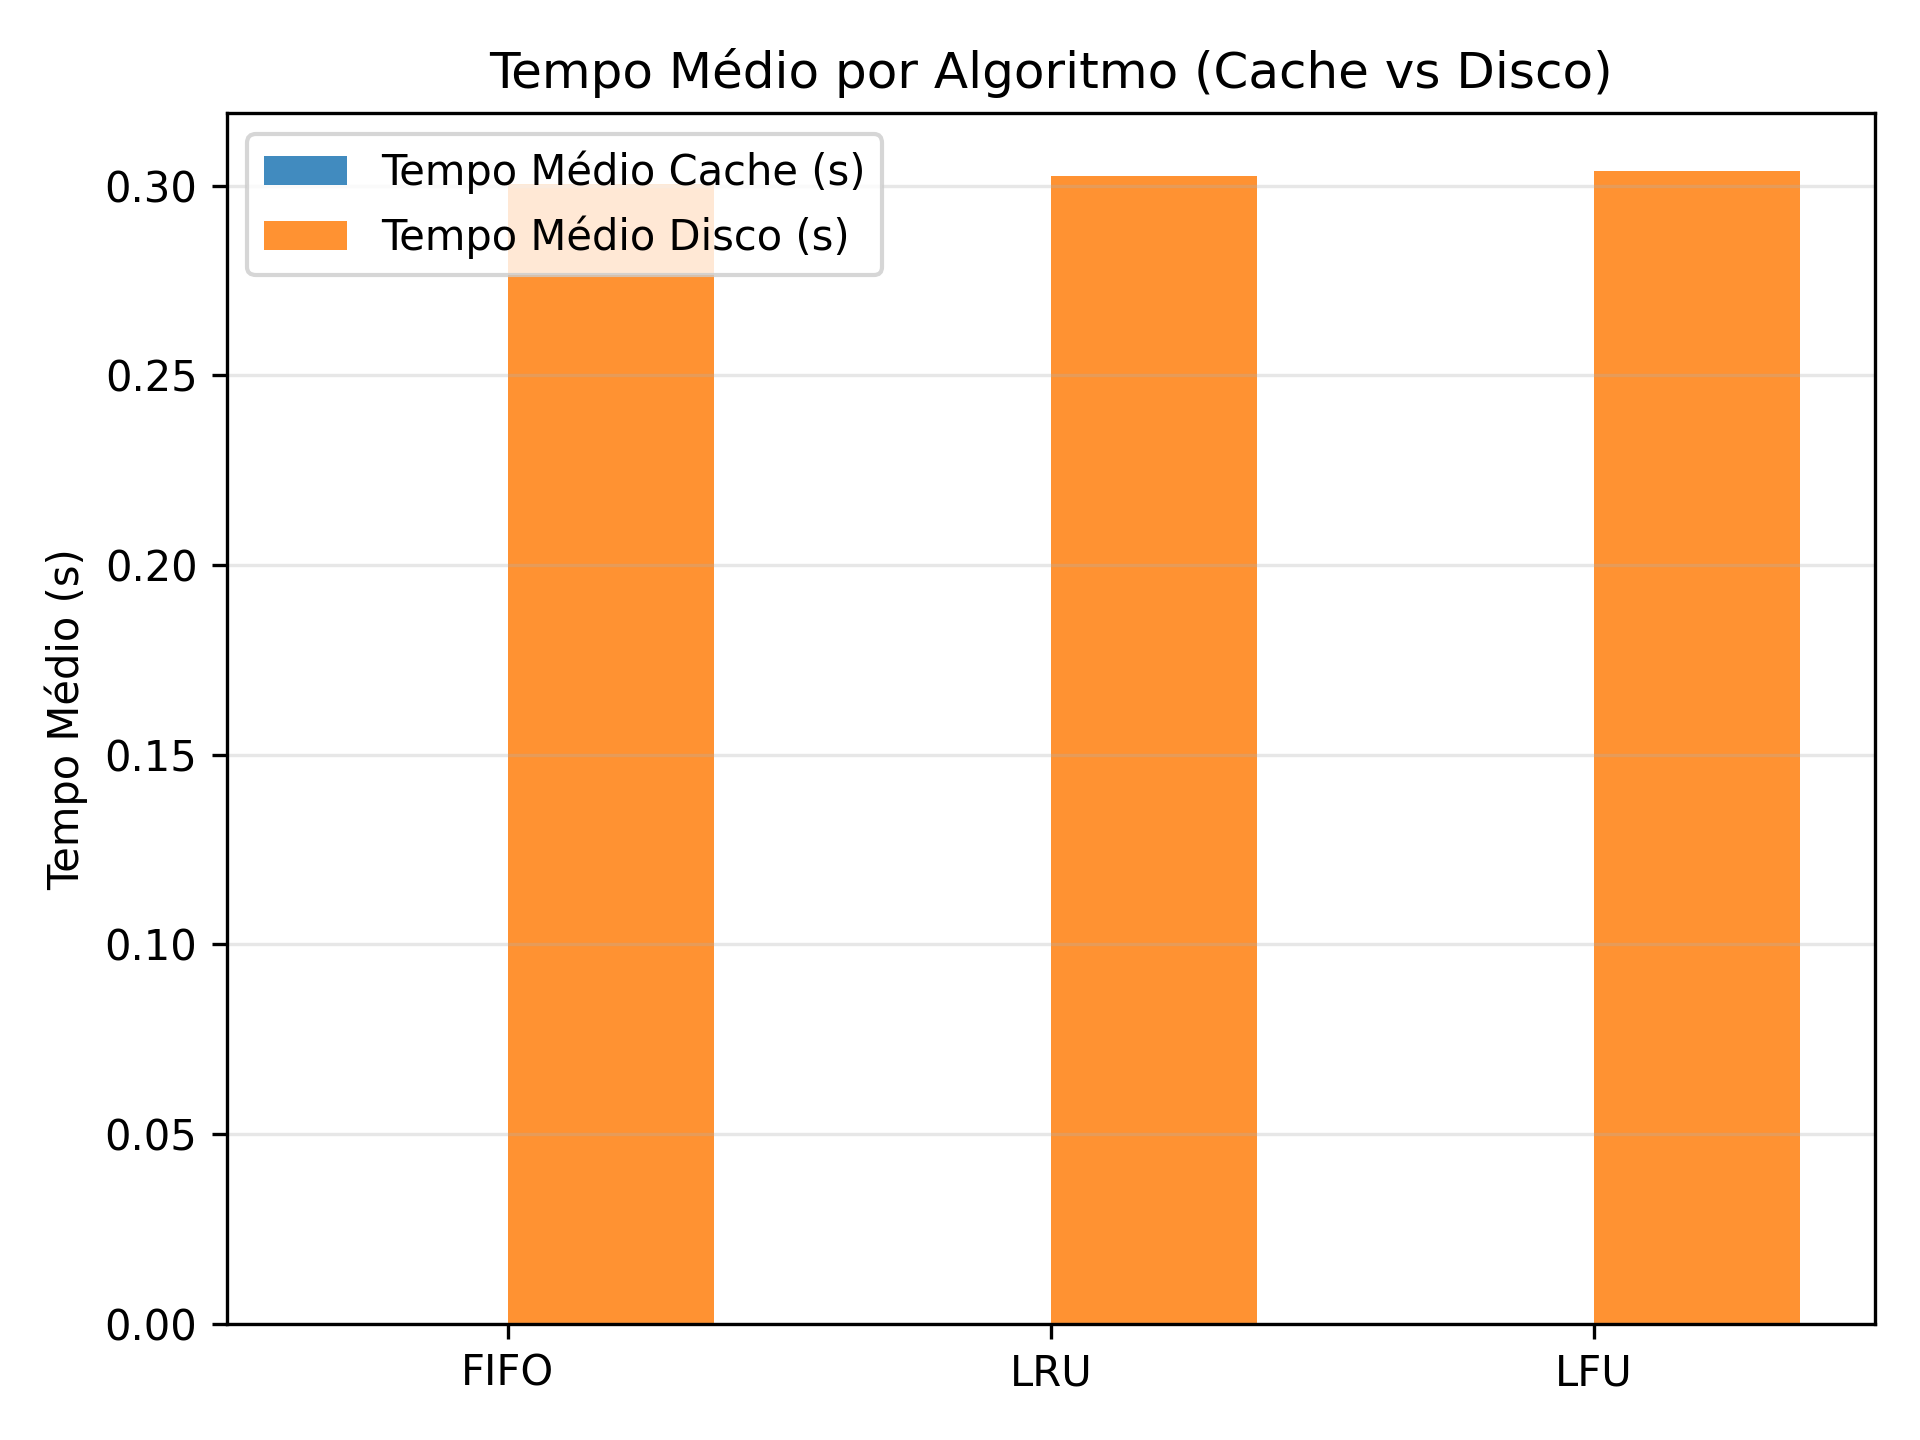 Tempo Médio por Algoritmo (Cache vs Disco)
Tempo Médio Cache (s)
Tempo Médio Disco (s)
Tempo Médio (s)
0.30
0.25
0.20
0.15
0.10
0.05
0.00
FIFO LRU LFU